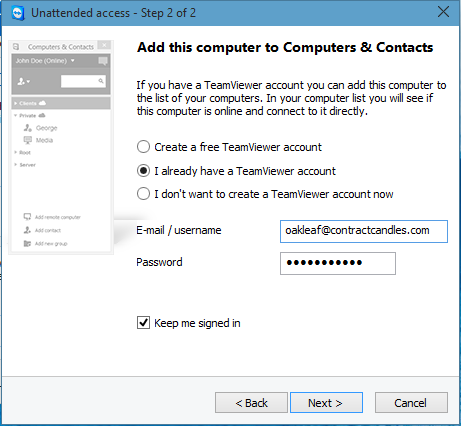 Unattended access - Step 2 of 2
Computers & Contacts
John Doe (Online)
Clients
Private
George
Media
Root
Server
Add remote computer
Add contact
Add new group
Add this computer to Computers & Contacts
If you have a TeamViewer account you can add this computer to
the list of your computers. In your computer list you will see if
this computer is online and connect to it directly.
Create a free TeamViewer account
I already have a TeamViewer account
I don't want to create a TeamViewer account now
E-mail / username
oakleaf@contractcandles.com
Password
•••••••••••
Keep me signed in
< Back
Next >
Cancel